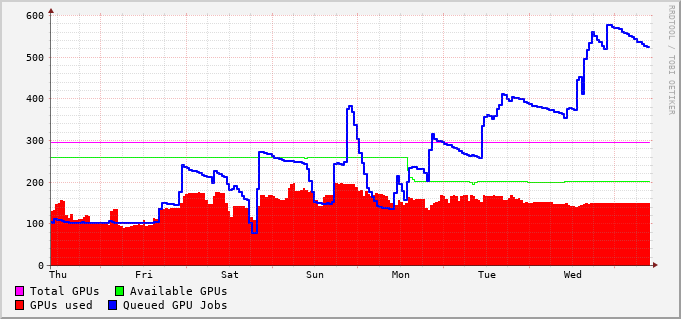 600
500
400
300
200
100
0
Thu Fri Sat Sun Mon Tue Wed
Total GPUs Available GPUs
GPUs used Queued GPU Jobs
RRDTOOL / TOBI OETIKER